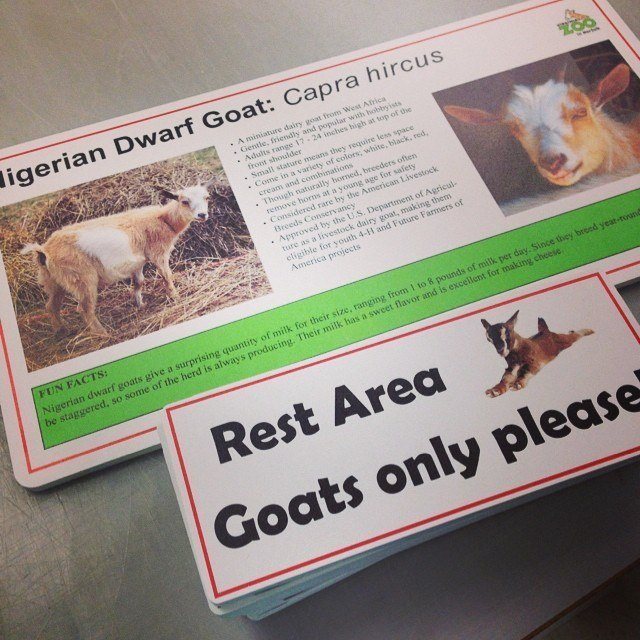 Nigerian Dwarf Goat: Capra hircus
ZOO
• A miniature dairy goat from West Africa
• Gentle, friendly and popular with hobbyists
• Adults range 17 - 24 inches high at top of the
front shoulder
• Small stature means they require less space
• Come in a variety of colors; white, black, red,
cream and combinations
• Though naturally horned, breeders often
remove horns at a young age for safety
• Considered rare by the American Livestock
Breeds Conservancy
• Approved by the U.S. Department of Agricul-
ture as a livestock dairy goat, making them
eligible for youth 4-H and Future Farmers of
America projects
FUN FACTS:
Nigerian dwarf goats give a surprising quantity of milk for their size, ranging from 1 to 8 pounds of milk per day. Since they breed year-round
be staggered, so some of the herd is always producing. Their milk has a sweet flavor and is excellent for making cheese
Rest Area
Goats only please!